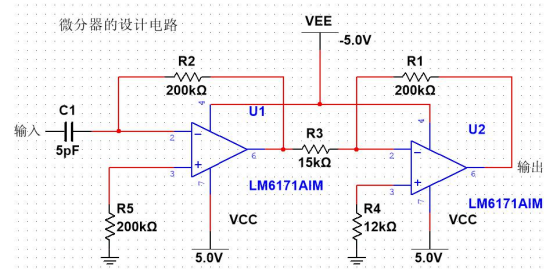 微分器的设计电路
VEE
-5.0V
R2
200kΩ
R1
200kΩ
C1
5pF
输入
U1
4
2
3
6
7
LM6171AIM
R3
15kΩ
U2
4
2
3
6
7
LM6171AIM
输出
R5
200kΩ
VCC
5.0V
R4
12kΩ
VCC
5.0V